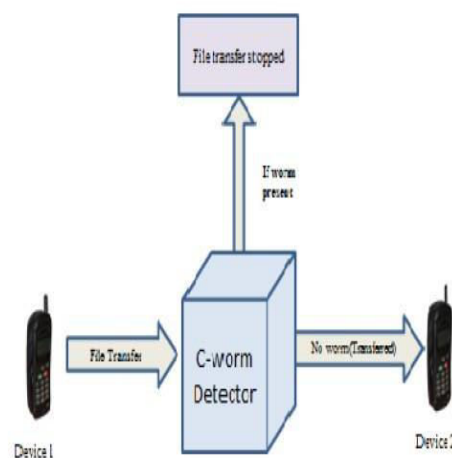 File transfer stopped
If worm
present
File Transfer
C-worm
Detector
No worm(Transferred)
Device 1
Device 2